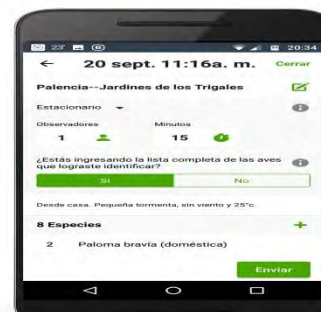 23° 20:34
20 sept. 11:16a. m. Cerrar
Palencia--Jardines de los Trigales
Estacionario
Observadores Minutos
1 15
¿Estás ingresando la lista completa de las aves
que lograste identificar?
Sí No
Desde casa. Pequeña tormenta, sin viento y 25°c.
8 Especies +
2 Paloma bravía (doméstica)
Enviar